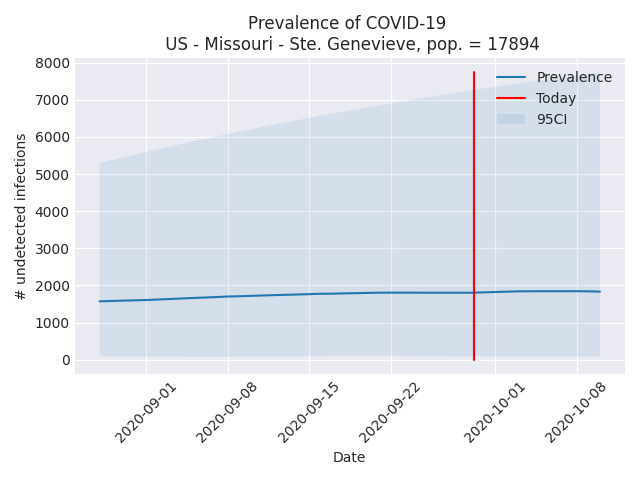 Prevalence of COVID-19
US - Missouri - Ste. Genevieve, pop. = 17894
Prevalence
Today
95CI
# undetected infections
8000
7000
6000
5000
4000
3000
2000
1000
0
2020-09-01
2020-09-08
2020-09-15
2020-09-22
2020-10-01
2020-10-08
Date